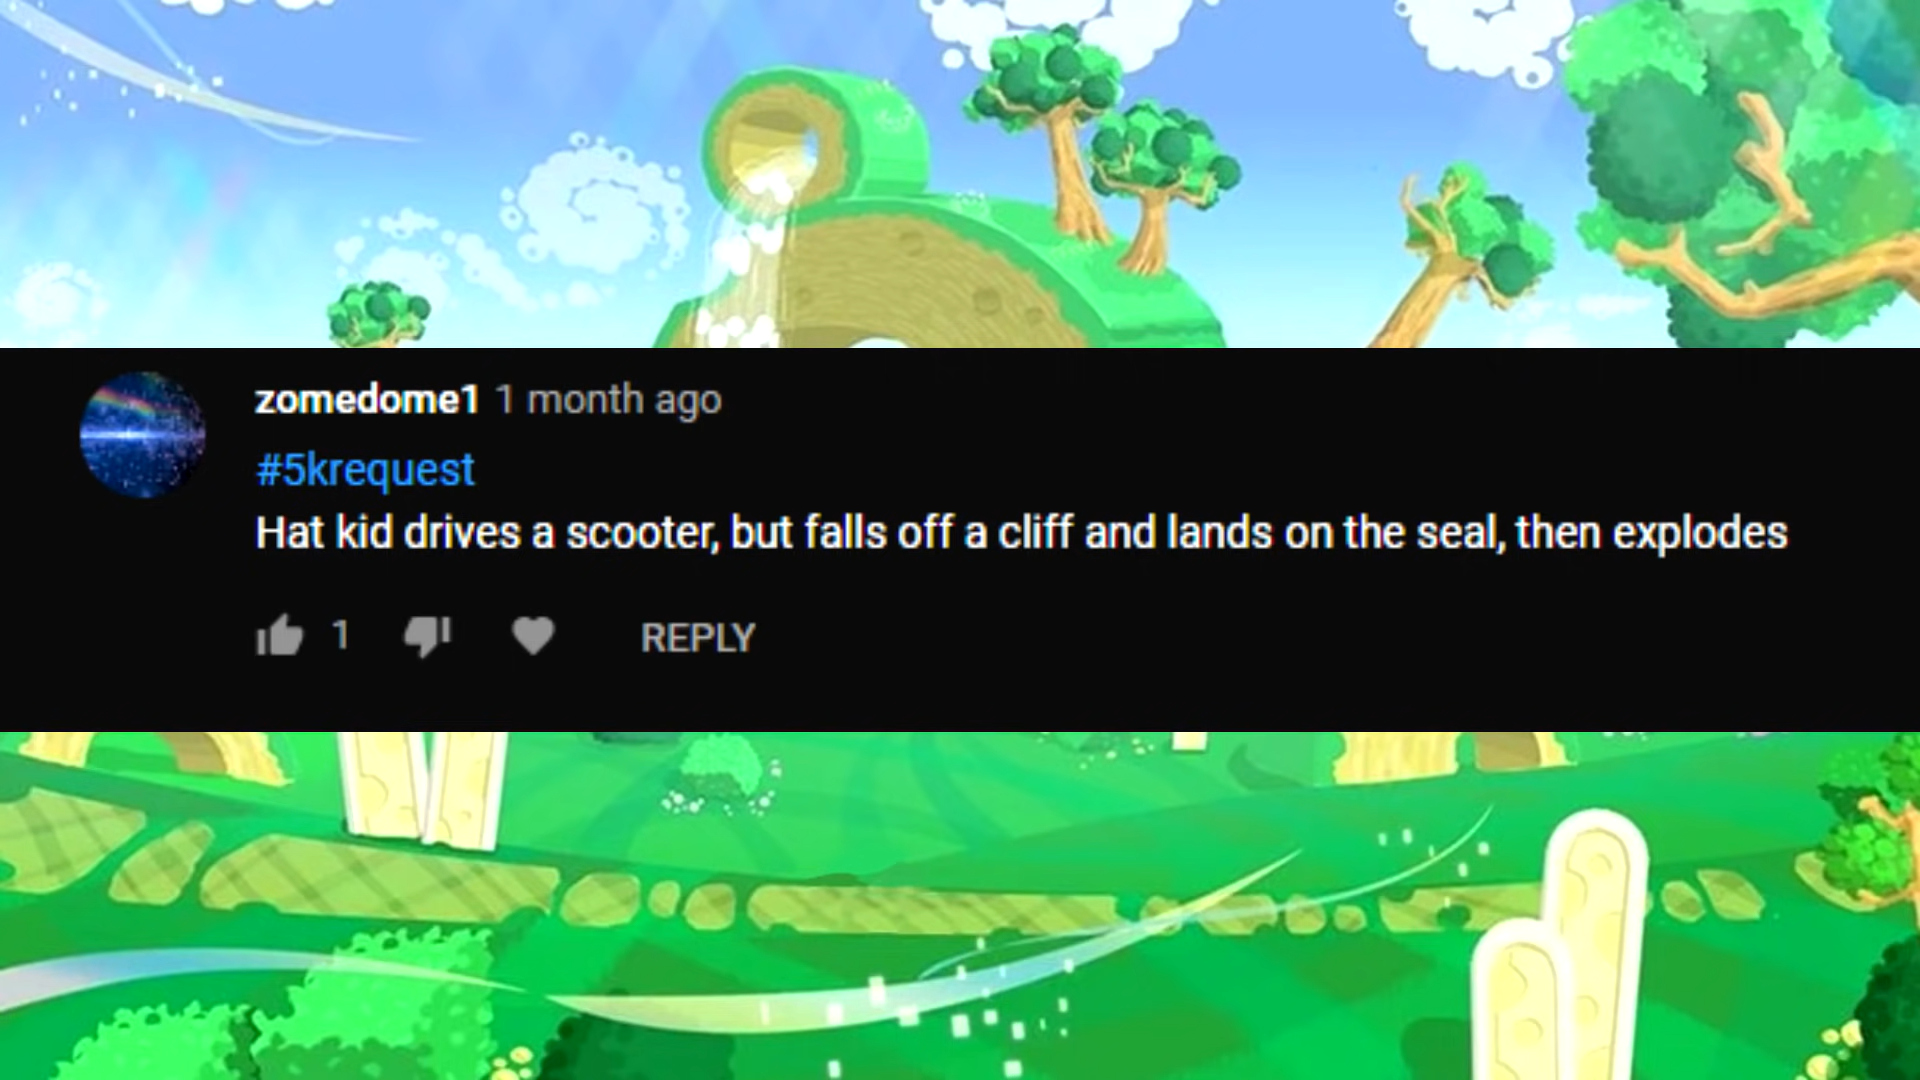 zomedome1 1 month ago
#5krequest
Hat kid drives a scooter, but falls off a cliff and lands on the seal, then explodes
1 REPLY